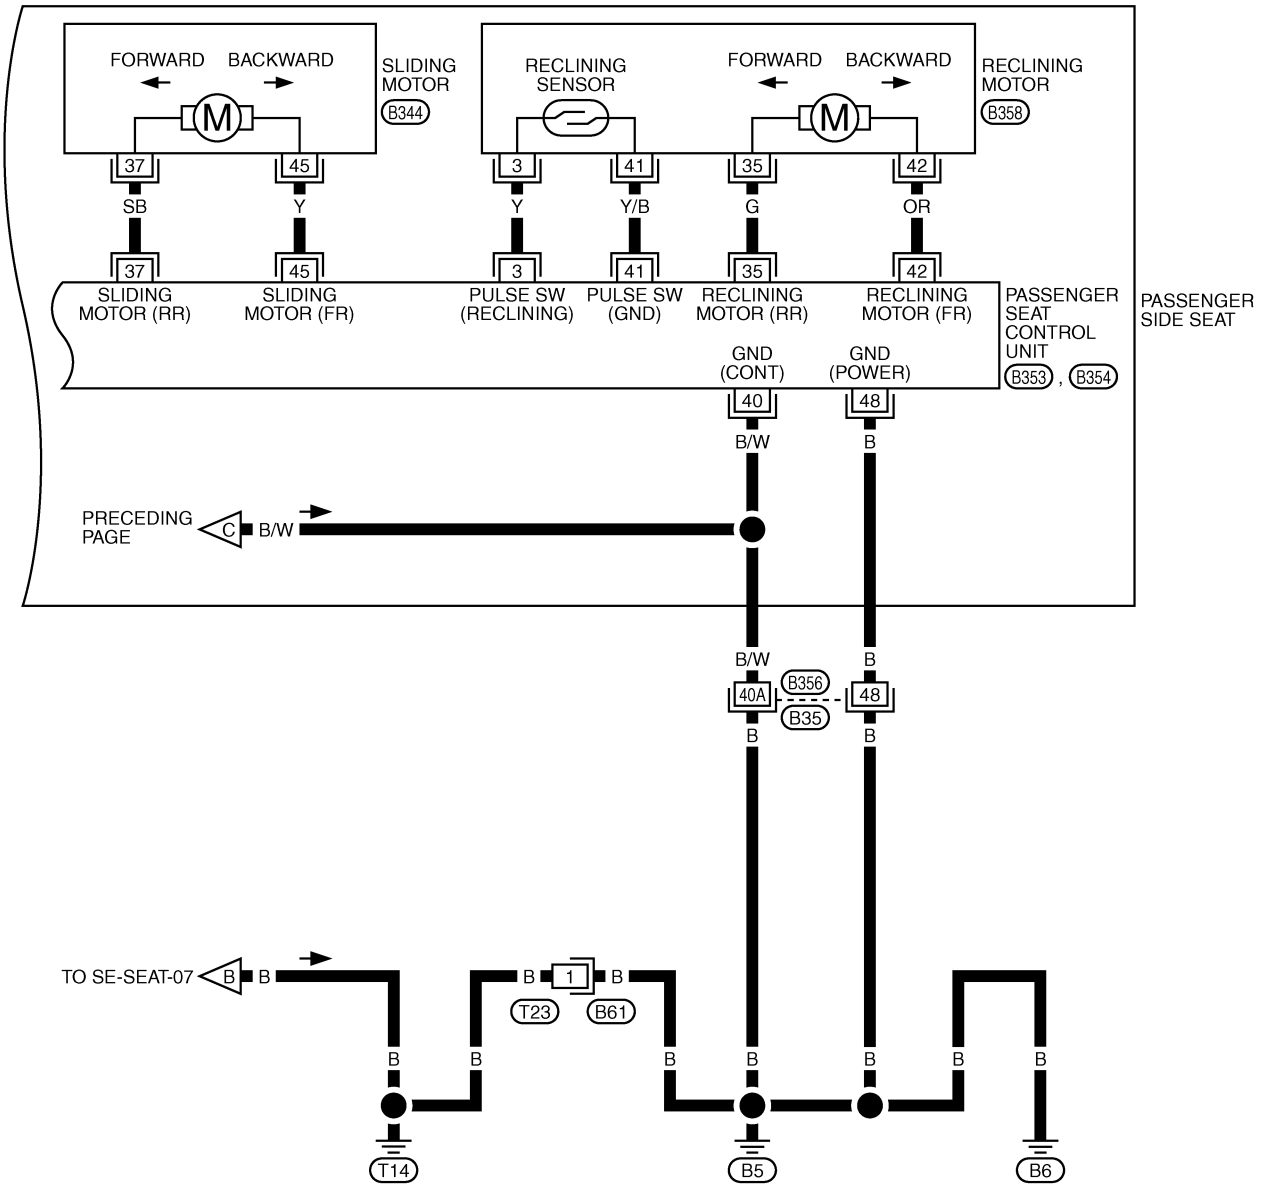 FORWARD BACKWARD
SLIDING
MOTOR
B344
M
RECLINING
SENSOR
FORWARD BACKWARD
RECLINING
MOTOR
B358
M
37 45 3 41 35 42
SB Y Y Y/B G OR
37 45 3 41 35 42
SLIDING
MOTOR (RR)
SLIDING
MOTOR (FR)
PULSE SW
(RECLINING)
PULSE SW
(GND)
RECLINING
MOTOR (RR)
RECLINING
MOTOR (FR)
PASSENGER
SEAT
CONTROL
UNIT
B353 , B354
PASSENGER
SIDE SEAT
GND
(CONT)
GND
(POWER)
40 48
B/W B
PRECEDING
PAGE
C B/W
B/W B
40A B356 48
B35
B B
TO SE-SEAT-07 B B
B 1 B
T23 B61
B B B B B B B
T14 B5 B6